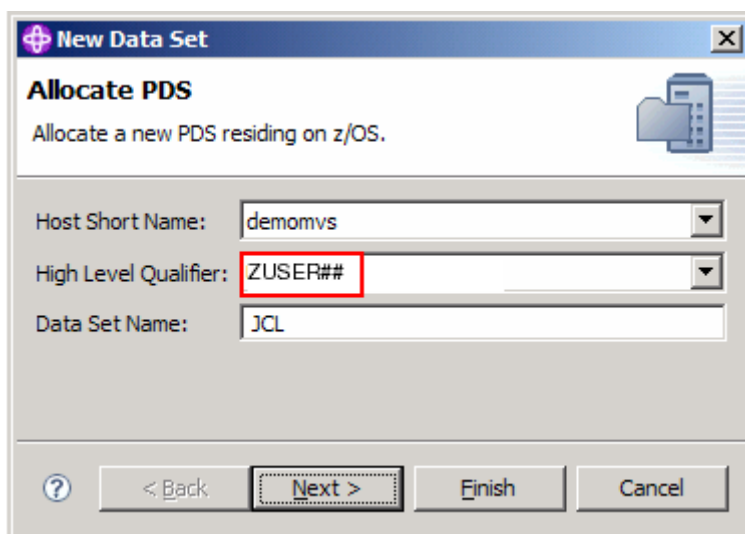 New Data Set
Allocate PDS
Allocate a new PDS residing on z/OS.
Host Short Name: demomvs
High Level Qualifier: ZUSER##
Data Set Name: JCL
? < Back Next > Finish Cancel